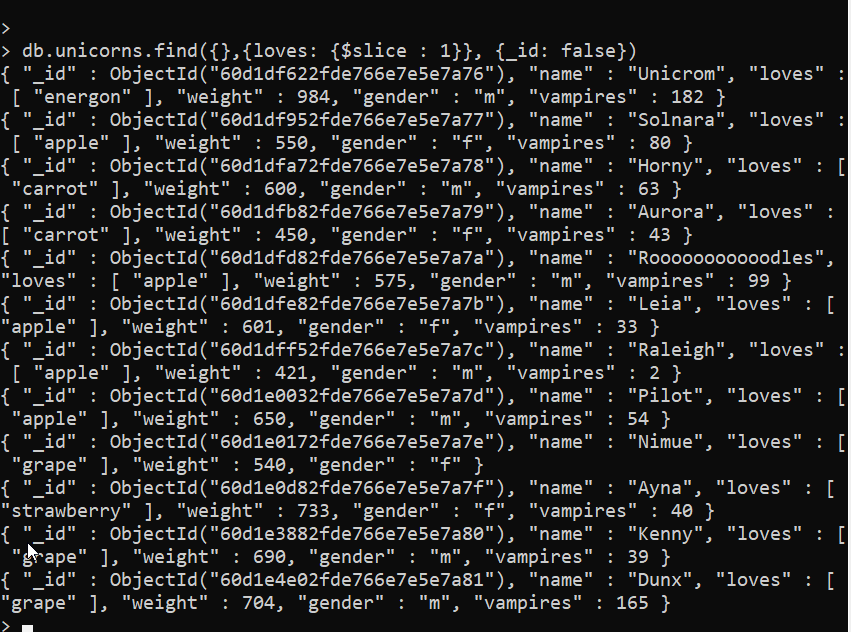 >
> db.unicorns.find({},{loves: {$slice : 1}}, {_id: false})
{ "_id" : ObjectId("60d1df622fde766e7e5e7a76"), "name" : "Unicrom", "loves" :
 [ "energon" ], "weight" : 984, "gender" : "m", "vampires" : 182 }
{ "_id" : ObjectId("60d1df952fde766e7e5e7a77"), "name" : "Solnara", "loves" :
 [ "apple" ], "weight" : 550, "gender" : "f", "vampires" : 80 }
{ "_id" : ObjectId("60d1dfa72fde766e7e5e7a78"), "name" : "Horny", "loves" : [
 "carrot" ], "weight" : 600, "gender" : "m", "vampires" : 63 }
{ "_id" : ObjectId("60d1dfb82fde766e7e5e7a79"), "name" : "Aurora", "loves" :
[ "carrot" ], "weight" : 450, "gender" : "f", "vampires" : 43 }
{ "_id" : ObjectId("60d1dfd82fde766e7e5e7a7a"), "name" : "Roooooooooodles",
"loves" : [ "apple" ], "weight" : 575, "gender" : "m", "vampires" : 99 }
{ "_id" : ObjectId("60d1dfe82fde766e7e5e7a7b"), "name" : "Leia", "loves" : [
"apple" ], "weight" : 601, "gender" : "f", "vampires" : 33 }
{ "_id" : ObjectId("60d1dff52fde766e7e5e7a7c"), "name" : "Raleigh", "loves" :
 [ "apple" ], "weight" : 421, "gender" : "m", "vampires" : 2 }
{ "_id" : ObjectId("60d1e0032fde766e7e5e7a7d"), "name" : "Pilot", "loves" : [
 "apple" ], "weight" : 650, "gender" : "m", "vampires" : 54 }
{ "_id" : ObjectId("60d1e0172fde766e7e5e7a7e"), "name" : "Nimue", "loves" : [
 "grape" ], "weight" : 540, "gender" : "f" }
{ "_id" : ObjectId("60d1e0d82fde766e7e5e7a7f"), "name" : "Ayna", "loves" : [
"strawberry" ], "weight" : 733, "gender" : "f", "vampires" : 40 }
{ "_id" : ObjectId("60d1e3882fde766e7e5e7a80"), "name" : "Kenny", "loves" : [
 "grape" ], "weight" : 690, "gender" : "m", "vampires" : 39 }
{ "_id" : ObjectId("60d1e4e02fde766e7e5e7a81"), "name" : "Dunx", "loves" : [
"grape" ], "weight" : 704, "gender" : "m", "vampires" : 165 }
>